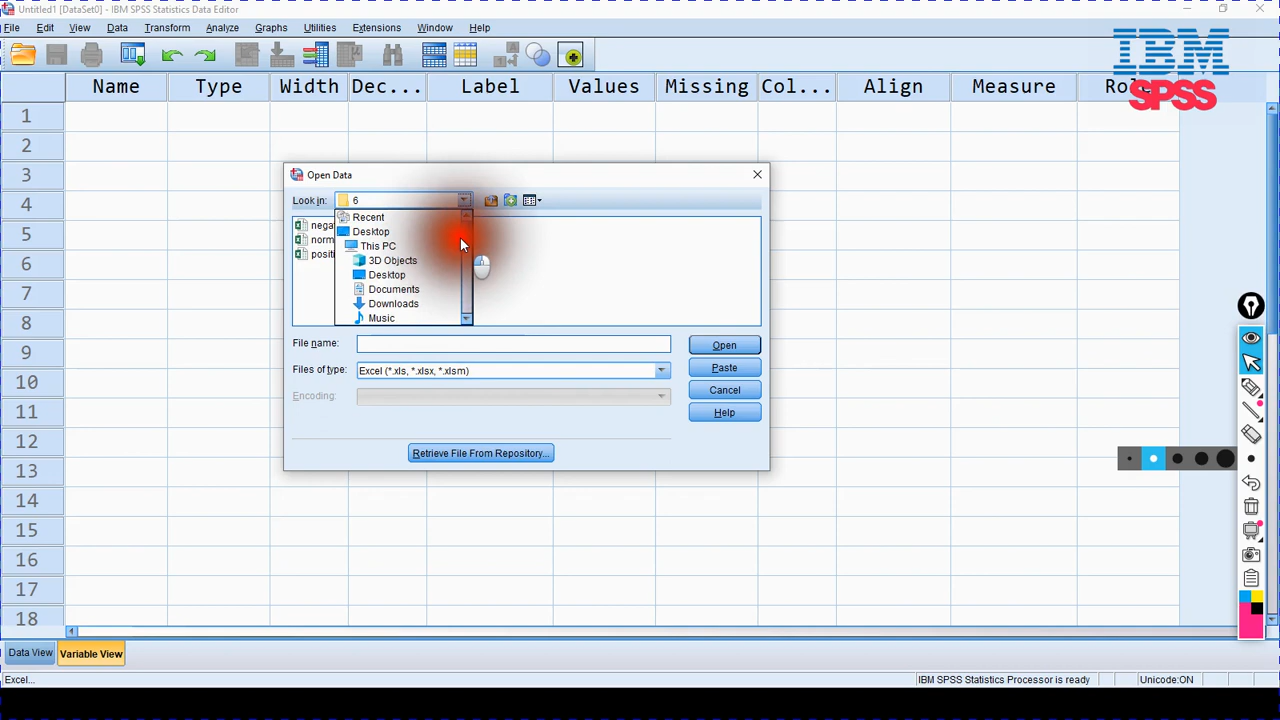 Untitled1 [DataSet0] - IBM SPSS Statistics Data Editor
File Edit View Data Transform Analyze Graphs Utilities Extensions Window Help
IBM
SPSS
Name Type Width Dec... Label Values Missing Col... Align Measure Role
1
2
3
4
5
6
7
8
9
10
11
12
13
14
15
16
17
18
Open Data
Look in: 6
Recent
Desktop
This PC
3D Objects
Desktop
Documents
Downloads
Music
nega
norm
posit
File name:
Open
Files of type: Excel (*.xls, *.xlsx, *.xlsm)
Paste
Encoding:
Cancel
Help
Retrieve File From Repository...
Data View Variable View
Excel... IBM SPSS Statistics Processor is ready Unicode:ON